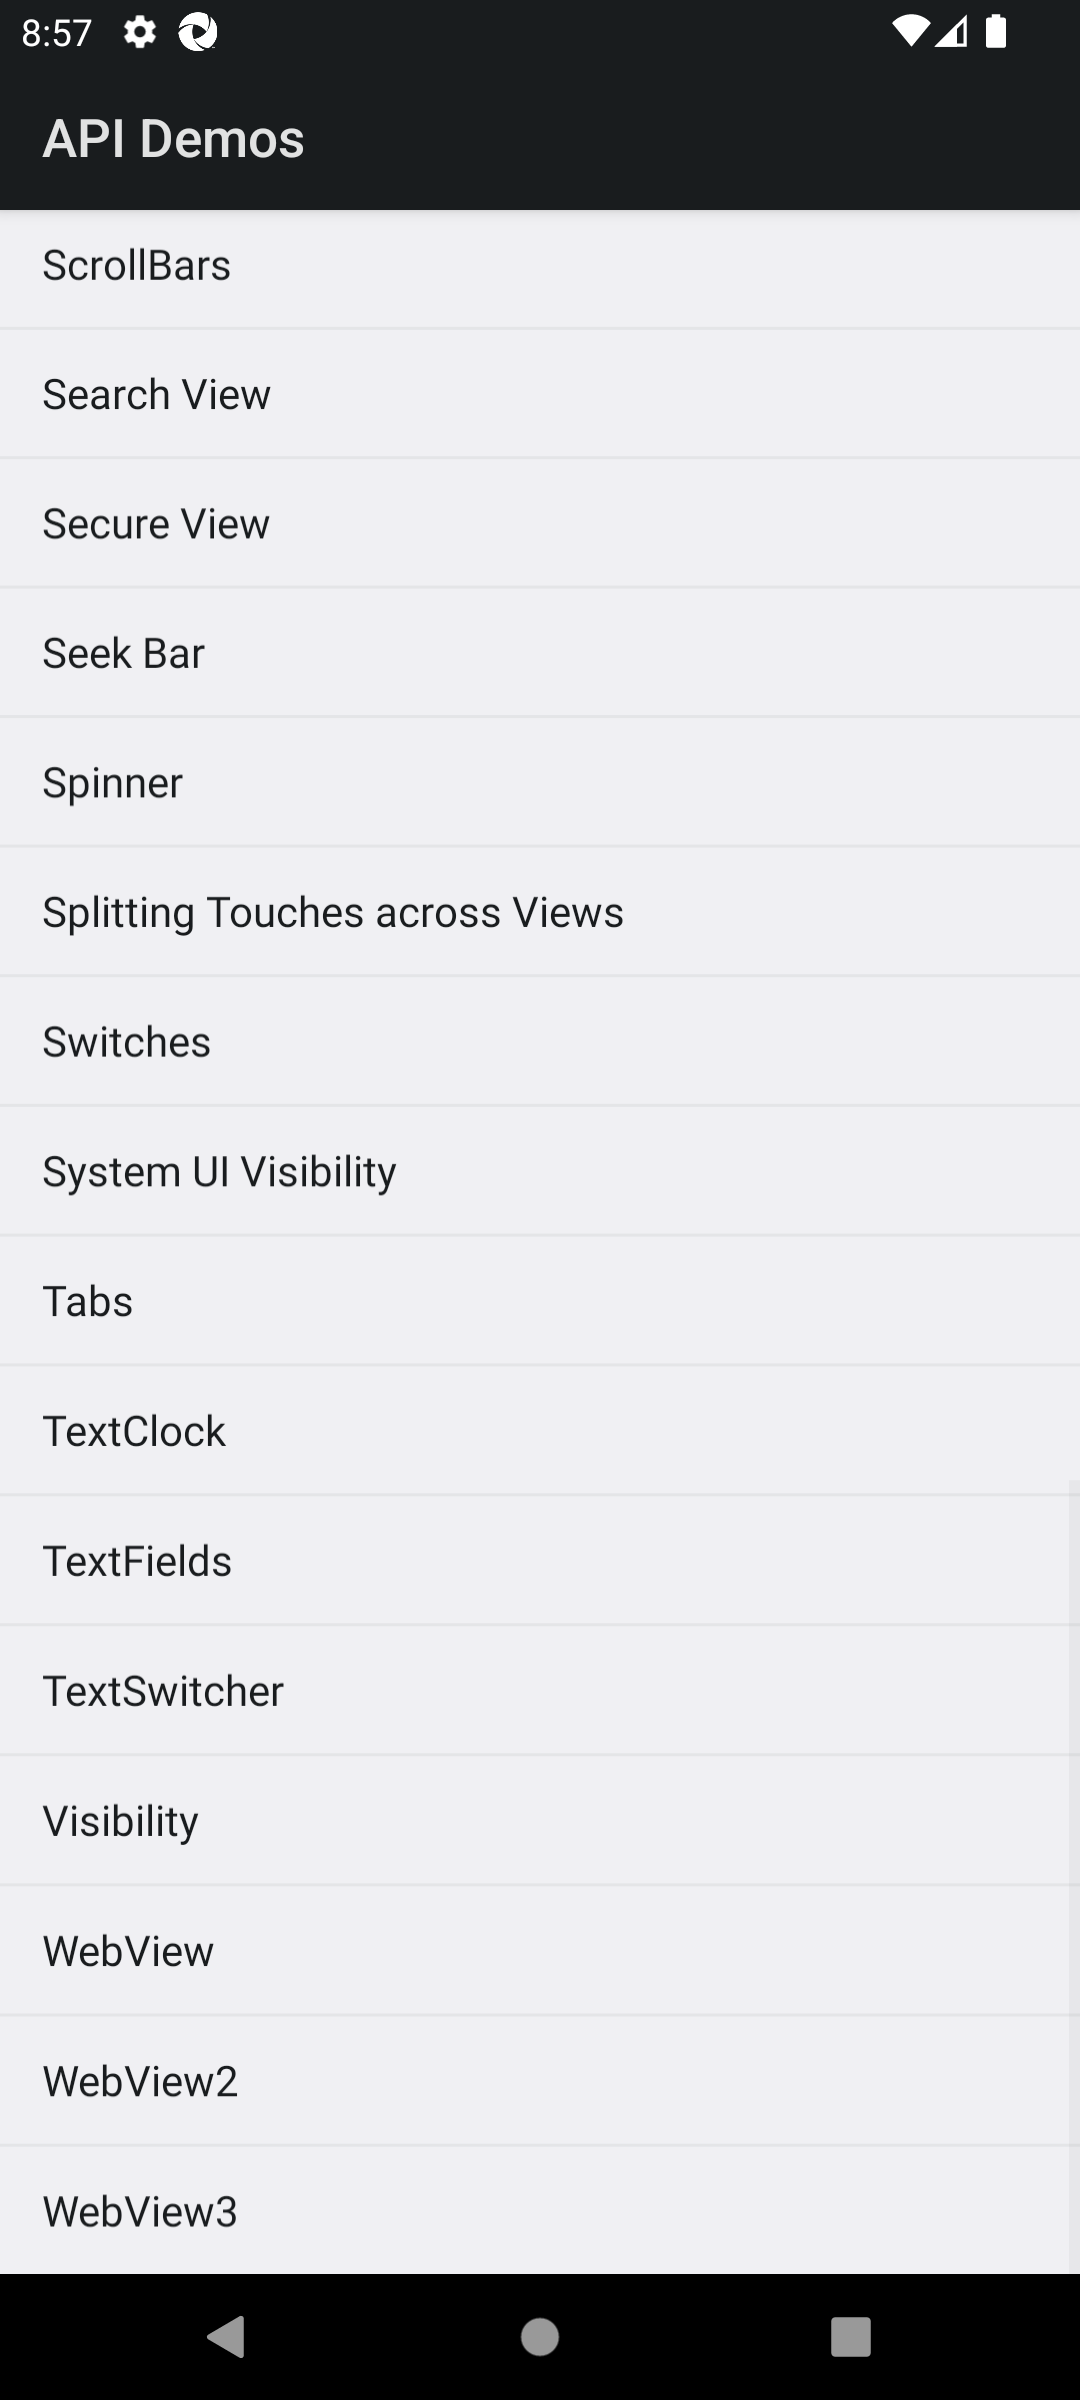 8:57
API Demos
ScrollBars
Search View
Secure View
Seek Bar
Spinner
Splitting Touches across Views
Switches
System UI Visibility
Tabs
TextClock
TextFields
TextSwitcher
Visibility
WebView
WebView2
WebView3